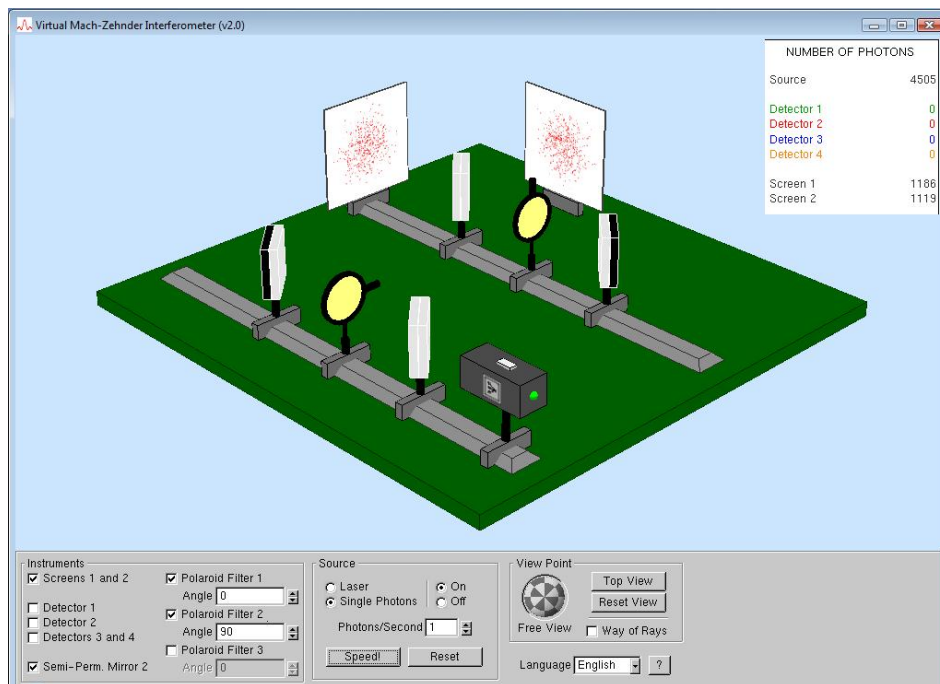 Virtual Mach-Zehnder Interferometer (v2.0)
NUMBER OF PHOTONS
Source 4505
Detector 1 0
Detector 2 0
Detector 3 0
Detector 4 0
Screen 1 1186
Screen 2 1119
Instruments
Screens 1 and 2
Detector 1
Detector 2
Detectors 3 and 4
Semi-Perm. Mirror 2
Polaroid Filter 1
Angle 0
Polaroid Filter 2
Angle 90
Polaroid Filter 3
Angle 0
Source
Laser On
Single Photons Off
Photons/Second 1
Speed! Reset
View Point
Free View
Top View
Reset View
Way of Rays
Language English ?